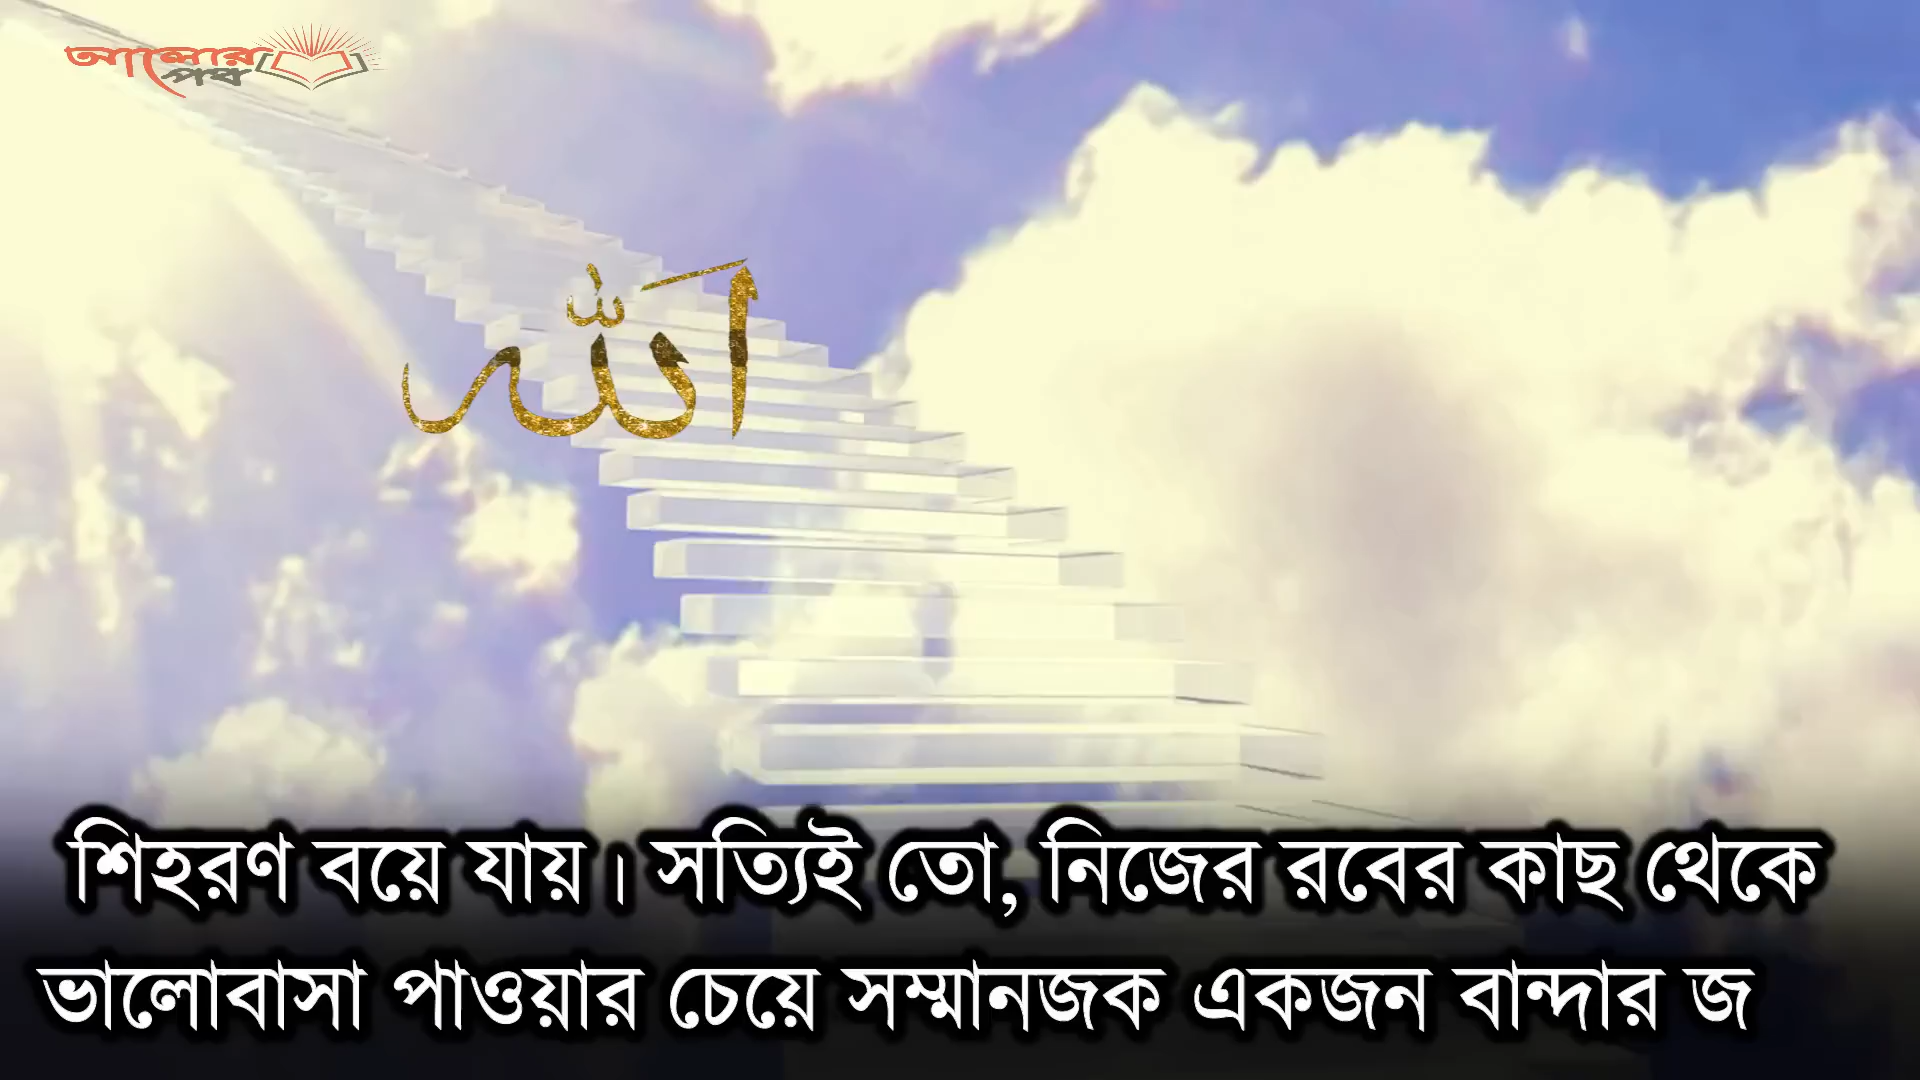 আলোর
পথ
الله
শিহরণ বয়ে যায়। সত্যিই তো, নিজের রবের কাছ থেকে
ভালোবাসা পাওয়ার চেয়ে সম্মানজক একজন বান্দার জ